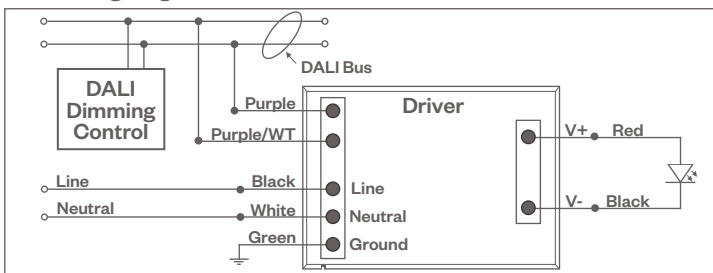 DALI Bus
DALI
Dimming
Control
Driver
Purple
Purple/WT
V+ Red
Line Black Line
V- Black
Neutral White Neutral
Green Ground